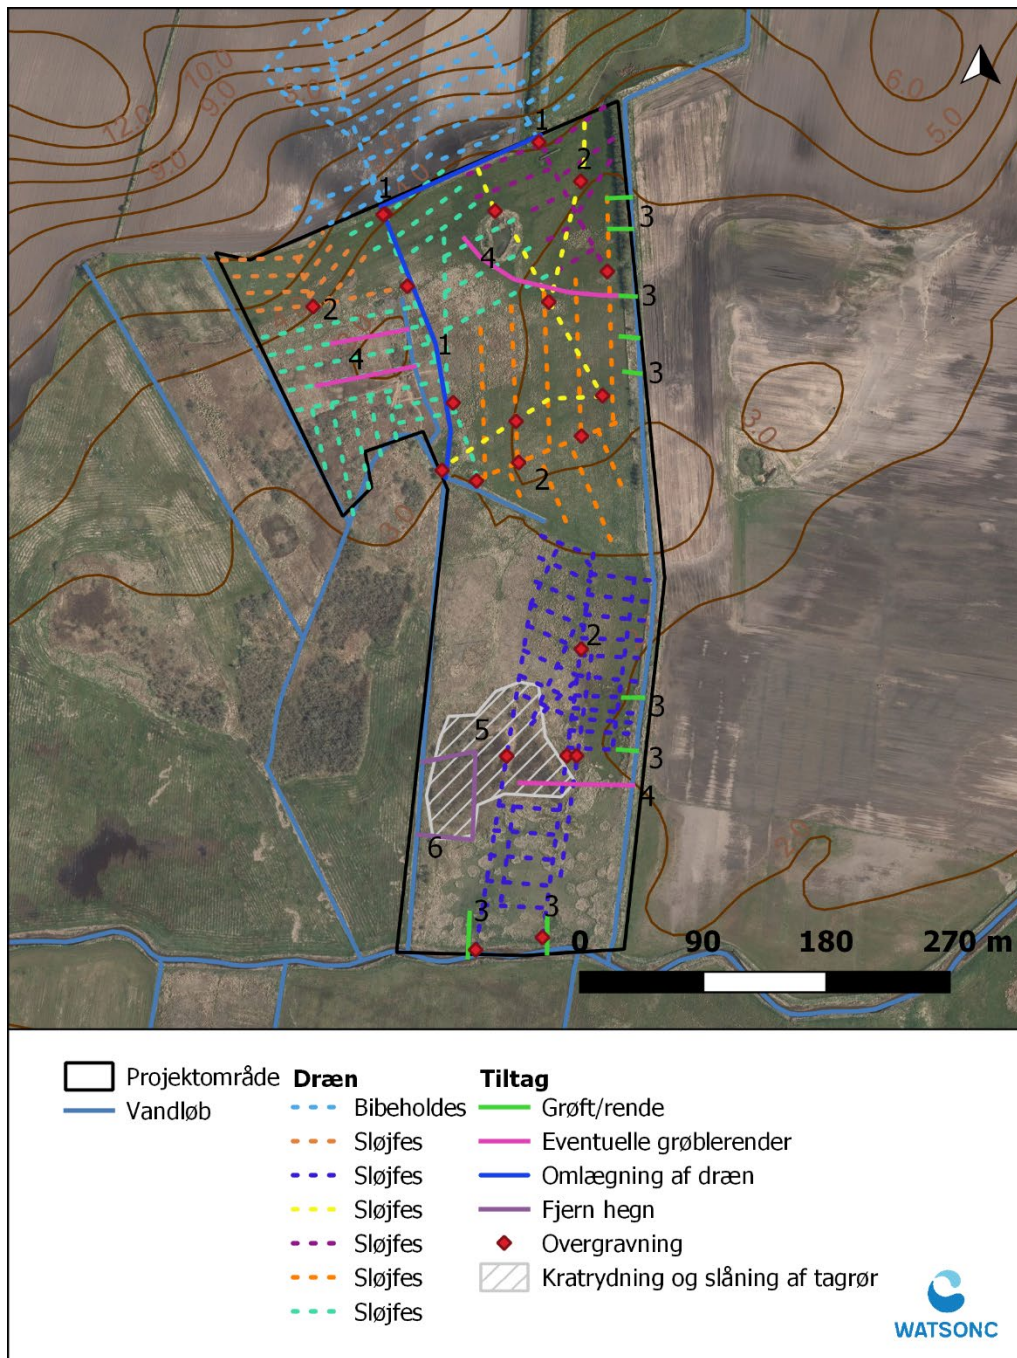 10.0
9.0
12.0
9.0
6.0
5.0
1
2
1
3
4
3
2
1
4
3
3.0
2
3.0
2
3
5
3
4
2.0
6
3
3
0 90 180 270 m
Projektområde
Vandløb
Dræn
Bibeholdes
Sløjfes
Sløjfes
Sløjfes
Sløjfes
Sløjfes
Sløjfes
Tiltag
Grøft/rende
Eventuelle grøblerender
Omlægning af dræn
Fjern hegn
Overgravning
Kratrydning og slåning af tagrør
WATSONC